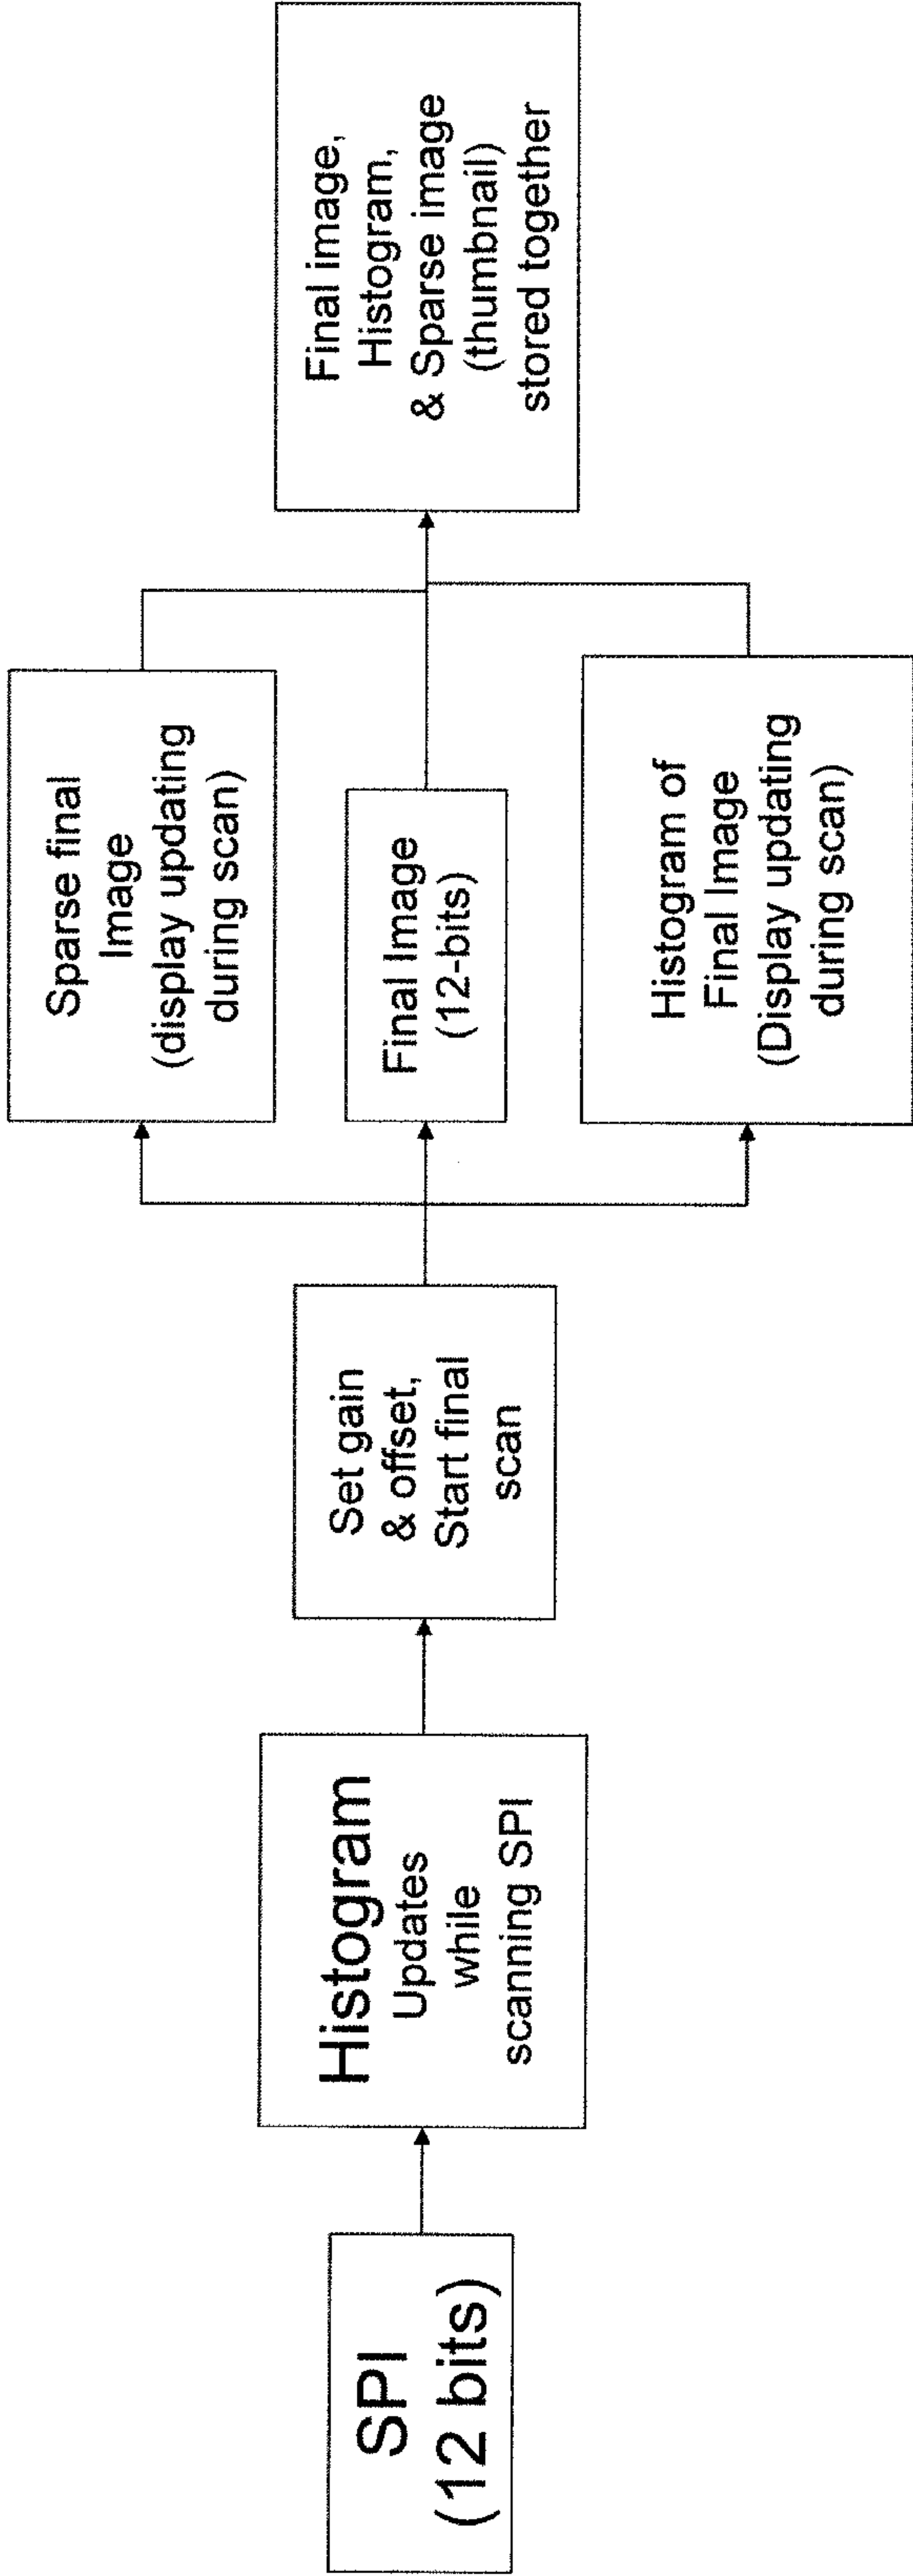 SPI
(12 bits)
Histogram
Updates
while
scanning SPI
Set gain
& offset,
Start final
scan
Sparse final
Image
(display updating
during scan)
Final Image
(12-bits)
Histogram of
Final Image
(Display updating
during scan)
Final image,
Histogram,
& Sparse image
(thumbnail)
stored together